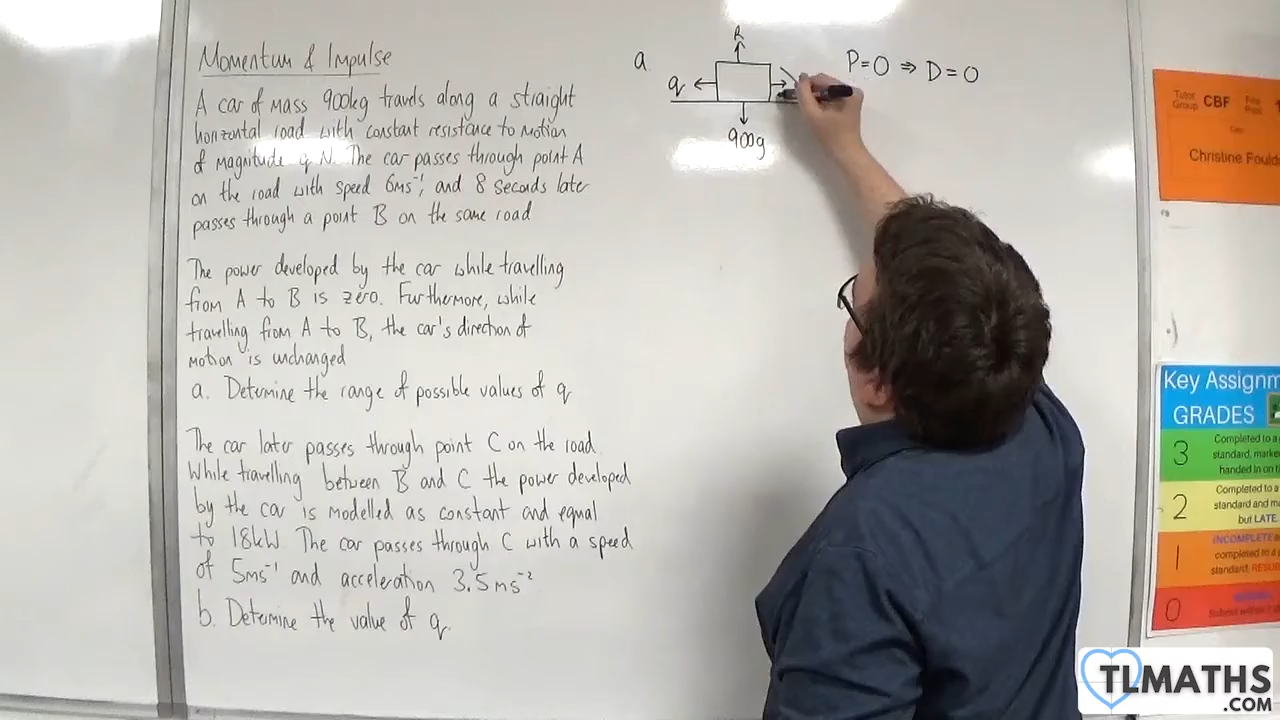 Momentum & Impulse
A car of mass 900kg travels along a straight
horizontal road with constant resistance to motion
of magnitude q N. The car passes through point A
on the road with speed 6ms⁻¹, and 8 seconds later
passes through a point B on the same road
The power developed by the car while travelling
from A to B is zero. Furthermore, while
travelling from A to B, the car's direction of
motion is unchanged
a. Determine the range of possible values of q
The car later passes through point C on the road.
While travelling between B and C the power developed
by the car is modelled as constant and equal
to 18kW. The car passes through C with a speed
of 5ms⁻¹ and acceleration 3.5ms⁻²
b. Determine the value of q
a.
R
q
900g
P=0 ⇒ D=0
Tutor
Group
CBF
Christine
Key Assignm
GRADES
3
Completed to a
standard, marke
handed in on
2
Completed to a
standard and
but LATE
1
INCOMPLETE
completed to a
standard.
0
TLMATHS
.COM